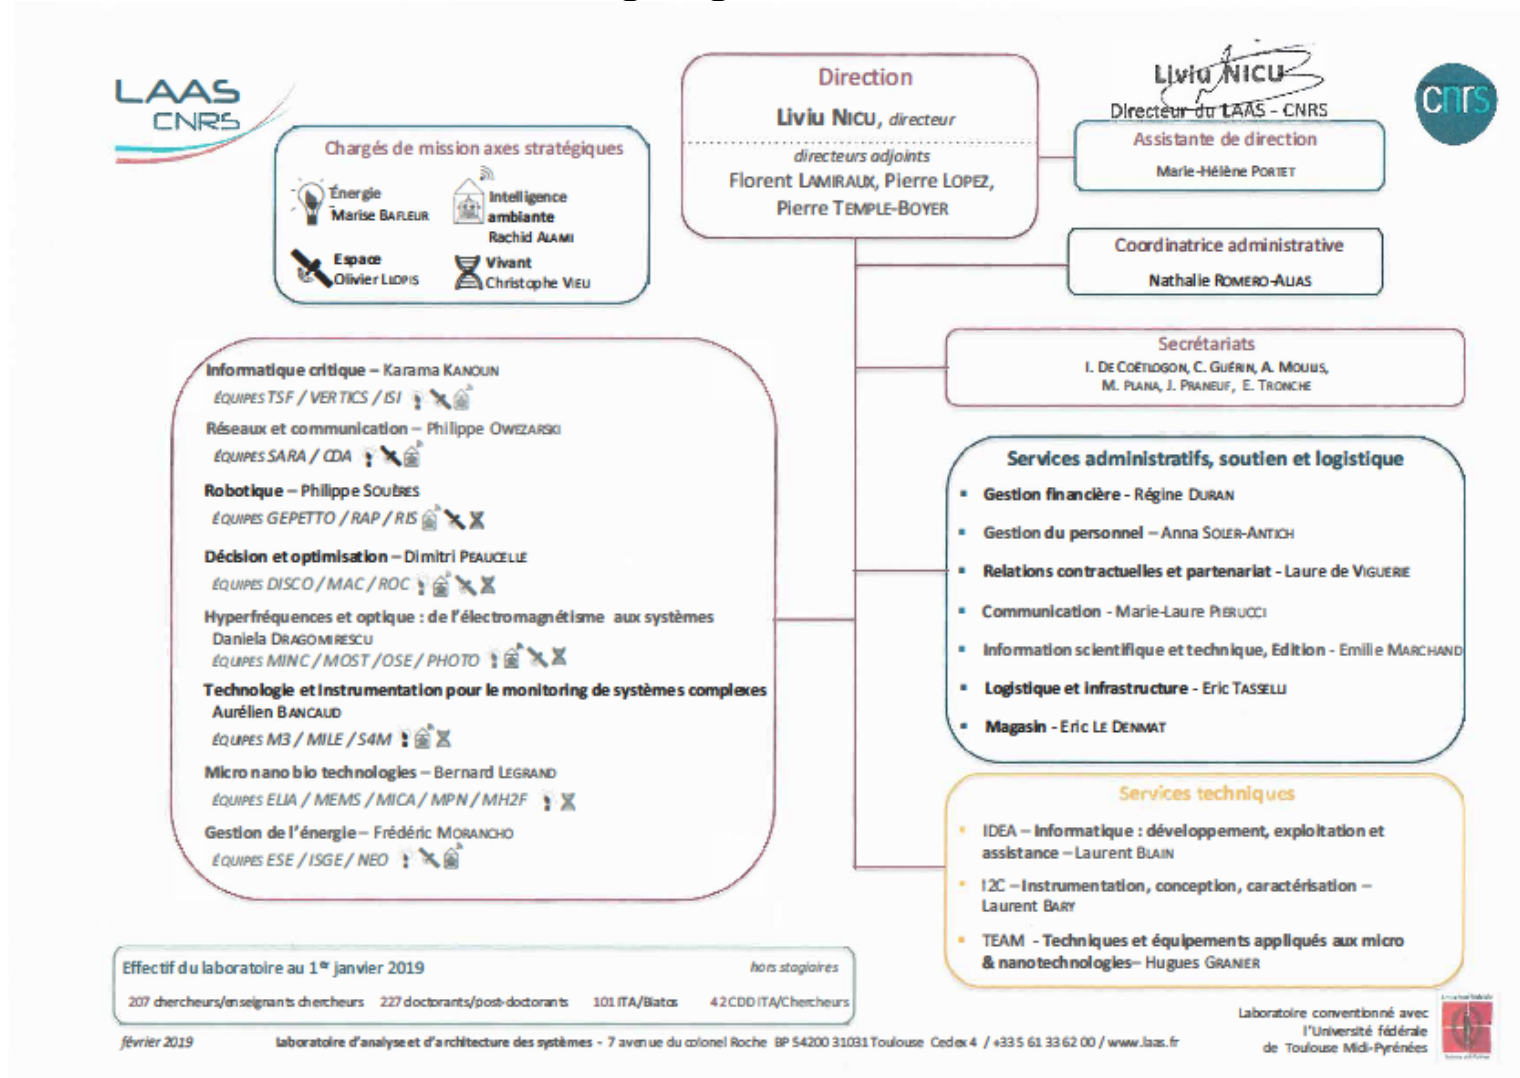 LAAS
CNRS
Direction
Liviu NICU, directeur
directeurs adjoints
Florent LAMIRAUX, Pierre LOPEZ,
Pierre TEMPLE-BOYER
Liviu NICU
Directeur du LAAS - CNRS
cnrs
Assistante de direction
Marie-Hélène PORTET
Chargés de mission axes stratégiques
Énergie
Marise BAFLEUR
Intelligence
ambiante
Rachid ALAMI
Espace
Olivier LLOPIS
Vivant
Christophe VIEU
Coordinatrice administrative
Nathalie ROMERO-ALIAS
Secrétariats
I. DE COËTLOGON, C. GUÉRIN, A. MOULIS,
M. PLANA, J. PRANEUF, E. TRONCHE
Informatique critique – Karama KANOUN
ÉQUIPES TSF / VERTICS / ISI
Réseaux et communication – Philippe OWEZARSKI
ÉQUIPES SARA / CDA
Robotique – Philippe SOUÈRES
ÉQUIPES GEPETTO / RAP / RIS
Décision et optimisation – Dimitri PEAUCELLE
ÉQUIPES DISCO / MAC / ROC
Hyperfréquences et optique : de l'électromagnétisme aux systèmes
Daniela DRAGOMIRESCU
ÉQUIPES MINC / MOST /OSE / PHOTO
Technologie et Instrumentation pour le monitoring de systèmes complexes
Aurélien BANCAUD
ÉQUIPES M3 / MILE / S4M
Micro nano bio technologies – Bernard LEGRAND
ÉQUIPES ELIA / MEMS / MICA / MPN / MH2F
Gestion de l'énergie – Frédéric MORANCHO
ÉQUIPES ESE / ISGE / NEO
Services administratifs, soutien et logistique
Gestion financière - Régine DURAN
Gestion du personnel – Anna SOLER-ANTICH
Relations contractuelles et partenariat - Laure de VIGUERIE
Communication - Marie-Laure PIERUCCI
Information scientifique et technique, Edition - Emilie MARCHAND
Logistique et infrastructure - Eric TASSELLI
Magasin - Eric LE DENMAT
Services techniques
IDEA – Informatique : développement, exploitation et
assistance – Laurent BLAIN
I2C – Instrumentation, conception, caractérisation –
Laurent BARY
TEAM - Techniques et équipements appliqués aux micro
& nanotechnologies– Hugues GRANIER
Effectif du laboratoire au 1er janvier 2019
hors stagiaires
207 chercheurs/enseignants chercheurs 227 doctorants/post-doctorants 101 ITA/Biatos 42 CDD ITA/Chercheurs
février 2019
Laboratoire d'analyse et d'architecture des systèmes - 7 avenue du colonel Roche BP 54200 31031 Toulouse Cedex 4 / +33 5 61 33 62 00 / www.laas.fr
Laboratoire conventionné avec
l'Université fédérale
de Toulouse Midi-Pyrénées